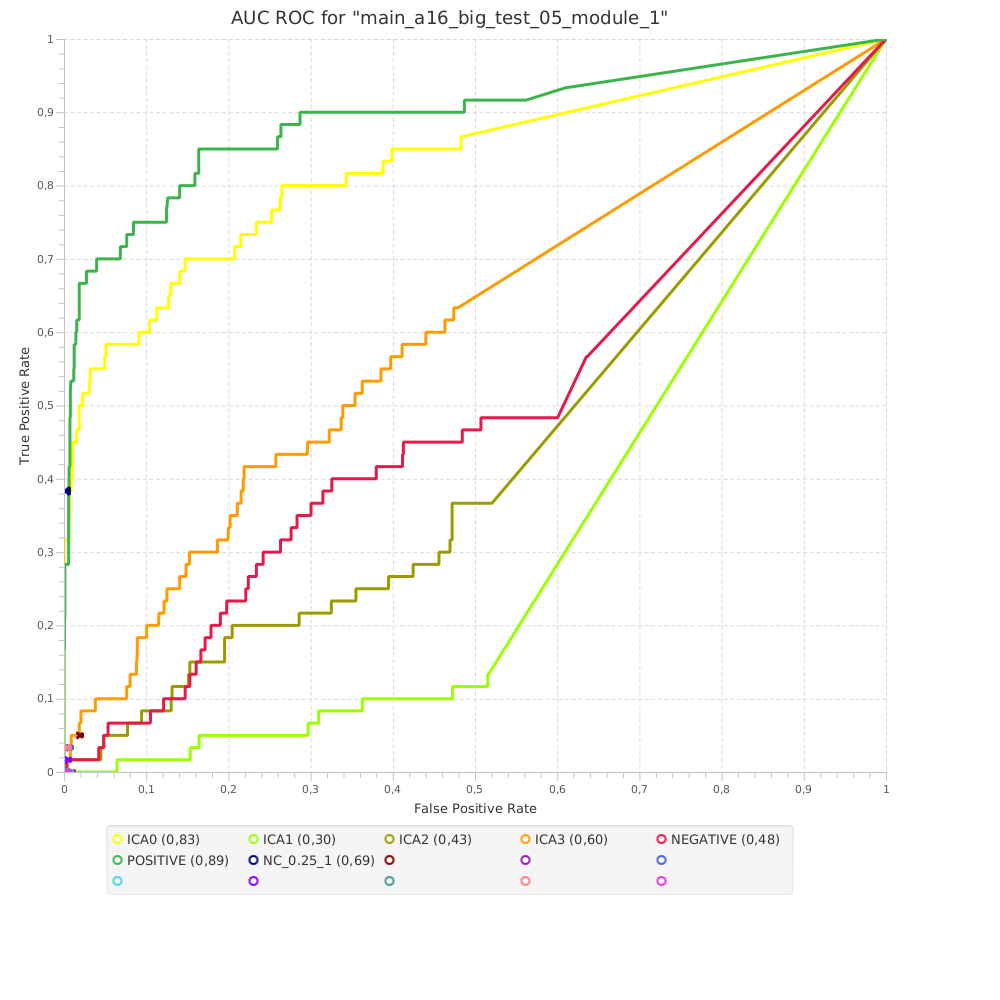 AUC ROC for "main_a16_big_test_05_module_1"
1
0,9
0,8
0,7
0,6
0,5
0,4
0,3
0,2
0,1
0
True Positive Rate
0 0,1 0,2 0,3 0,4 0,5 0,6 0,7 0,8 0,9 1
False Positive Rate
ICA0 (0,83) ICA1 (0,30) ICA2 (0,43) ICA3 (0,60) NEGATIVE (0,48)
POSITIVE (0,89) NC_0.25_1 (0,69)